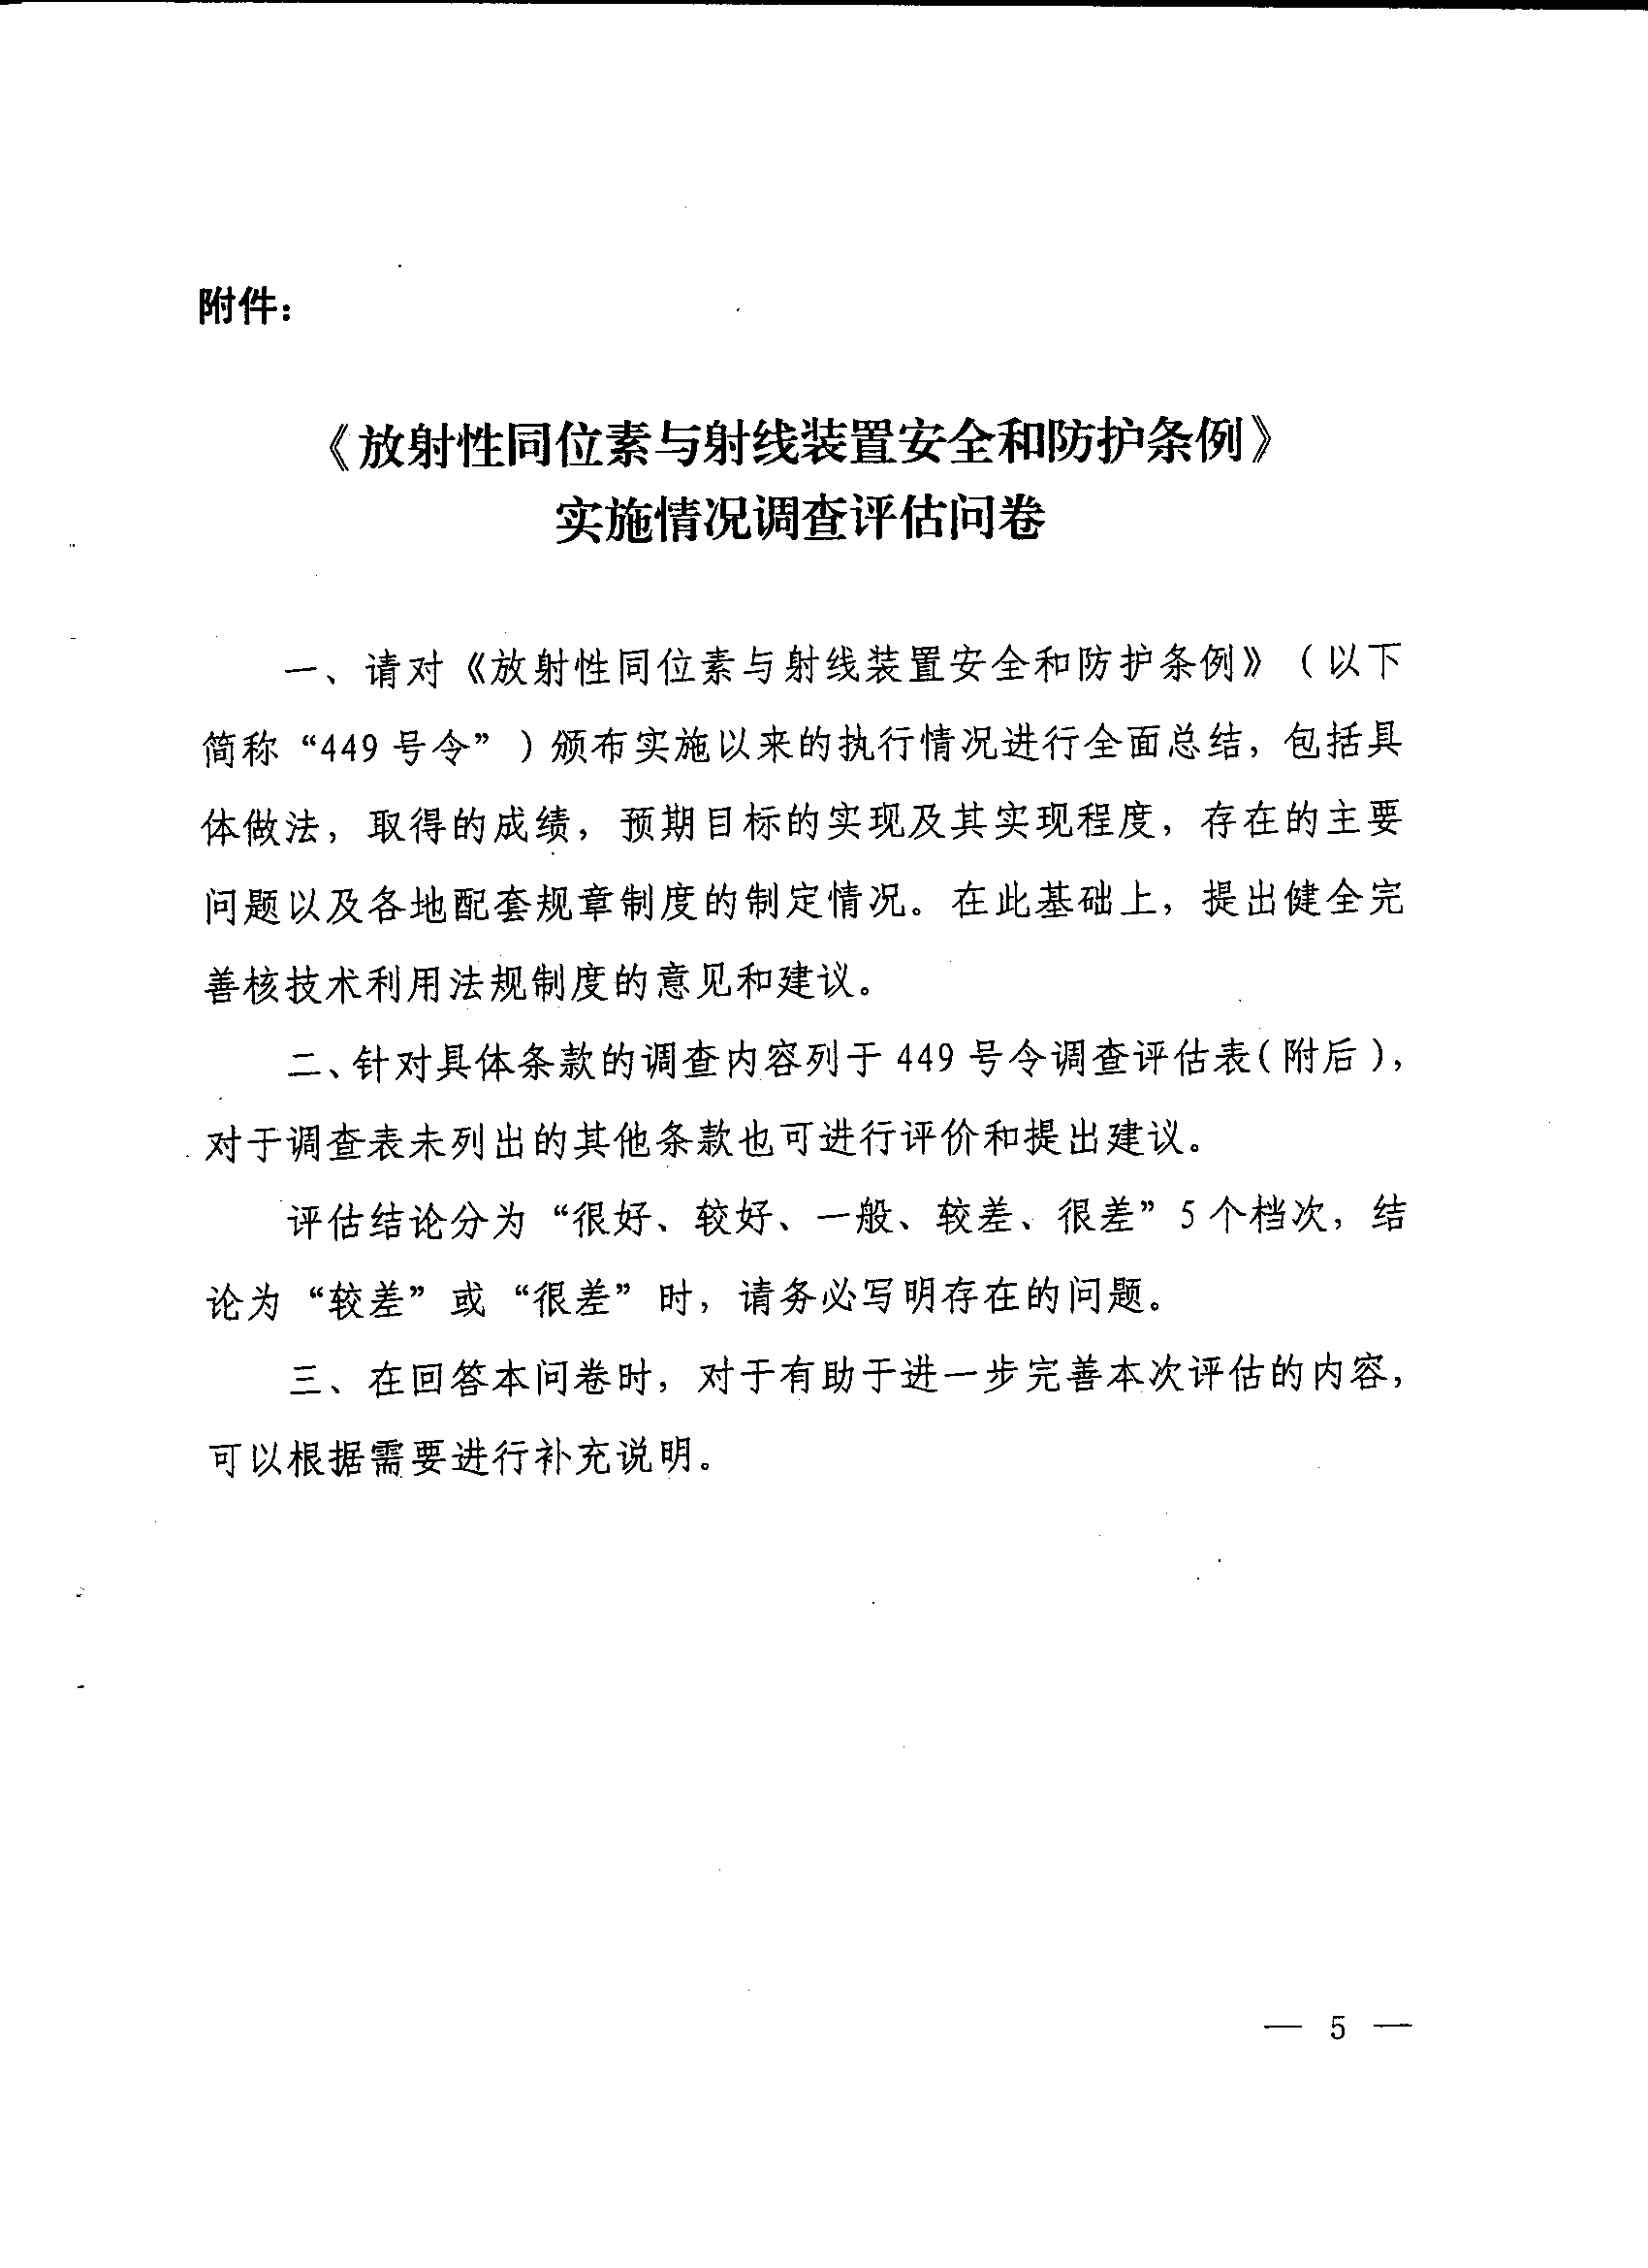 附件：
《放射性同位素与射线装置安全和防护条例》
实施情况调查评估问卷
一、请对《放射性同位素与射线装置安全和防护条例》（以下
简称“449 号令”）颁布实施以来的执行情况进行全面总结，包括具
体做法，取得的成绩，预期目标的实现及其实现程度，存在的主要
问题以及各地配套规章制度的制定情况。在此基础上，提出健全完
善核技术利用法规制度的意见和建议。
二、针对具体条款的调查内容列于 449 号令调查评估表（附后），
对于调查表未列出的其他条款也可进行评价和提出建议。
评估结论分为“很好、较好、一般、较差、很差”5 个档次，结
论为“较差”或“很差”时，请务必写明存在的问题。
三、在回答本问卷时，对于有助于进一步完善本次评估的内容，
可以根据需要进行补充说明。
— 5 —